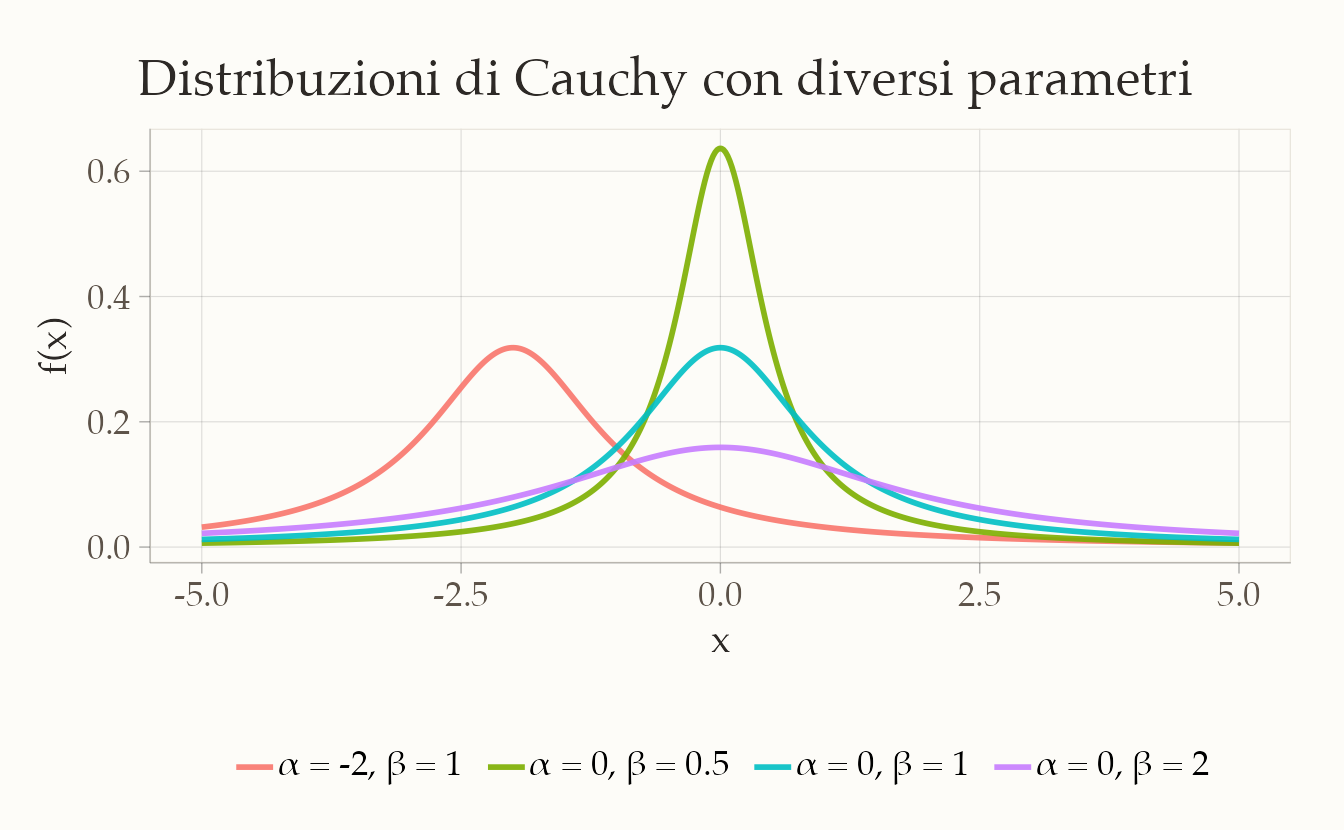 Distribuzioni di Cauchy con diversi parametri
f(x)
0.6
0.4
0.2
0.0
-5.0 -2.5 0.0 2.5 5.0
x
α = -2, β = 1 α = 0, β = 0.5 α = 0, β = 1 α = 0, β = 2